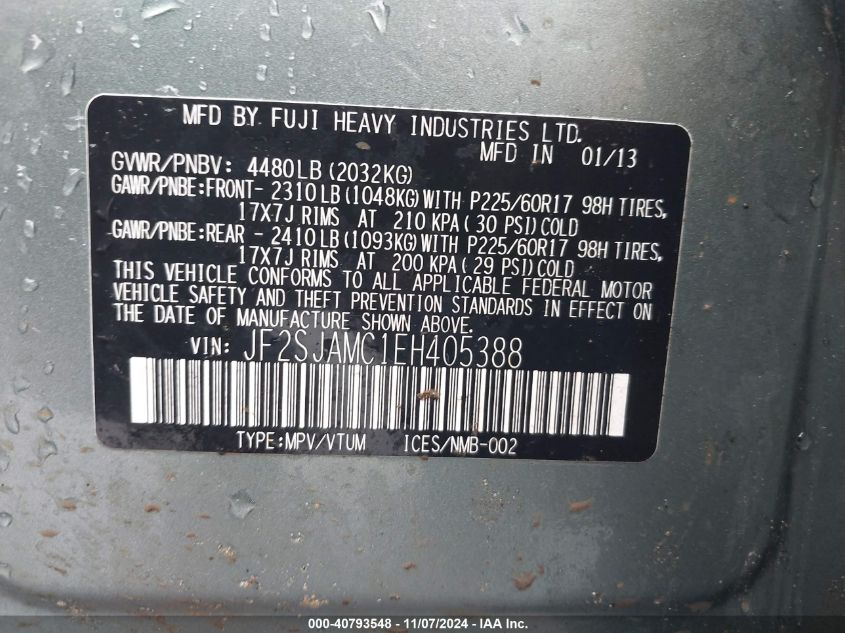 MFD BY FUJI HEAVY INDUSTRIES LTD.
MFD IN 01/13
GVWR/PNBV: 4480LB(2032KG)
GAWR/PNBE:FRONT- 2310LB(1048KG)WITH P225/60R17 98H TIRES,
17X7J RIMS AT 210 KPA(30 PSI)COLD
GAWR/PNBE:REAR - 2410LB(1093KG)WITH P225/60R17 98H TIRES,
17X7J RIMS AT 200 KPA(29 PSI)COLD
THIS VEHICLE CONFORMS TO ALL APPLICABLE FEDERAL MOTOR
VEHICLE SAFETY AND THEFT PREVENTION STANDARDS IN EFFECT ON
THE DATE OF MANUFACTURE SHOWN ABOVE.
VIN: JF2SJAMC1EH405388
TYPE:MPV/VTUM ICES/NMB-002
000-40793548 - 11/07/2024 - IAA, Inc.